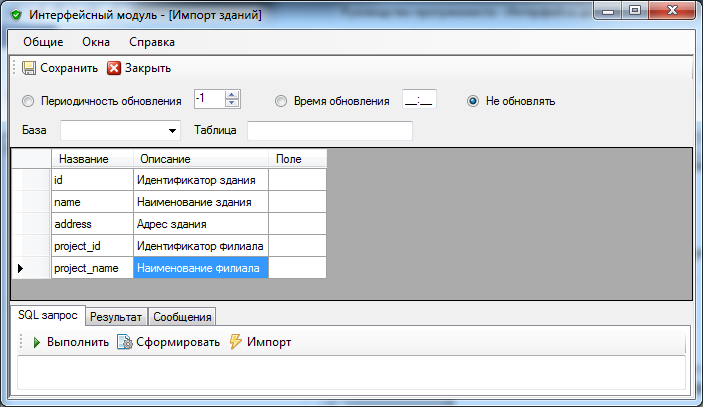 Интерфейсный модуль - [Импорт зданий]
Общие Окна Справка
Сохранить Закрыть
Периодичность обновления -1 Время обновления __:__ Не обновлять
База Таблица
Название Описание Поле
id Идентификатор здания
name Наименование здания
address Адрес здания
project_id Идентификатор филиала
project_name Наименование филиала
SQL запрос Результат Сообщения
Выполнить Сформировать Импорт